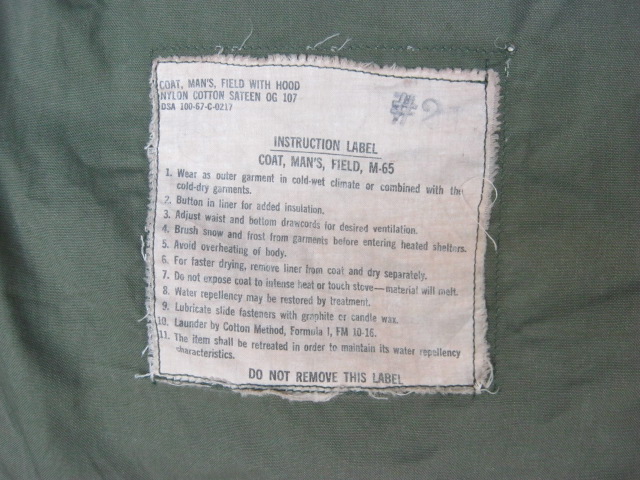 COAT, MAN'S, FIELD WITH HOOD
NYLON COTTON SATEEN OG 107
DSA 100-67-C-0217
#9
INSTRUCTION LABEL
COAT, MAN'S, FIELD, M-65
1. Wear as outer garment in cold-wet climate or combined with the
cold-dry garments.
2. Button in liner for added insulation.
3. Adjust waist and bottom drawcords for desired ventilation.
4. Brush snow and frost from garments before entering heated shelters.
5. Avoid overheating of body.
6. For faster drying, remove liner from coat and dry separately.
7. Do not expose coat to intense heat or touch stove—material will melt.
8. Water repellency may be restored by treatment.
9. Lubricate slide fasteners with graphite or candle wax.
10. Launder by Cotton Method, Formula I, FM 10-16.
11. The item shall be retreated in order to maintain its water repellency
characteristics.
DO NOT REMOVE THIS LABEL